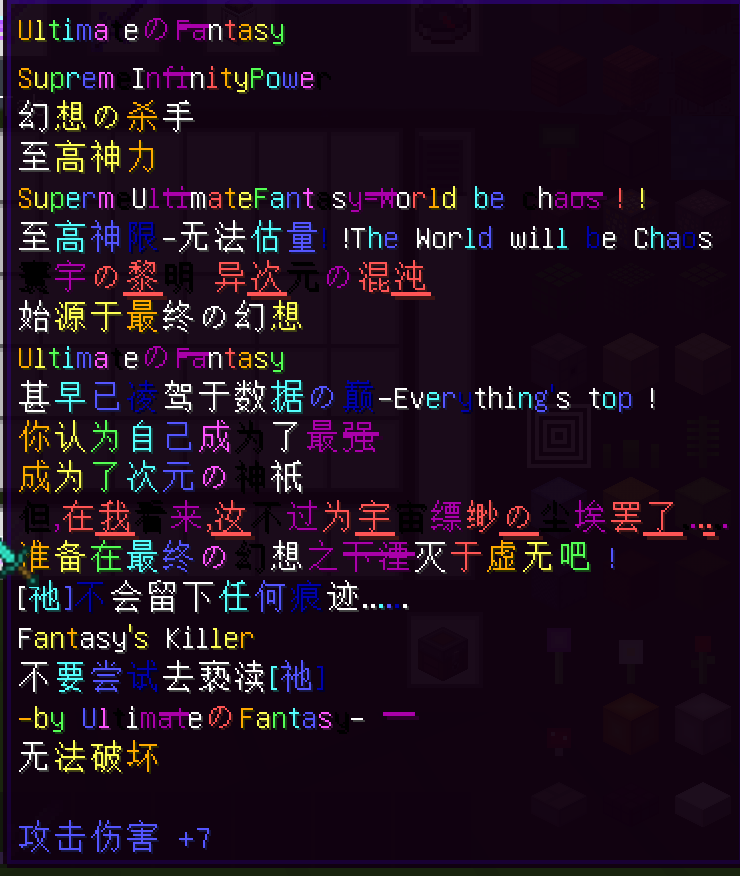 UltimateのFantasy
SupremeInfinityPower
幻想の杀手
至高神力
SupermeUltimateFantasy-World be chaos ! !
至高神限-无法估量! !The World will be Chaos
寰宇の黎明 异次元の混沌
始源于最终の幻想
UltimateのFantasy
甚早已凌驾于数据の巅-Everything's top !
你认为自己成为了最强
成为了次元の神祇
但,在我看来,汝不过为宇宙缥缈の尘埃罢了....
准备在最终の幻想之下湮灭于虚无吧 !
[祂]不会留下任何痕迹......
Fantasy's Killer
不要尝试去亵渎[祂]
-by UltimateのFantasy-
无法破坏
攻击伤害 +7